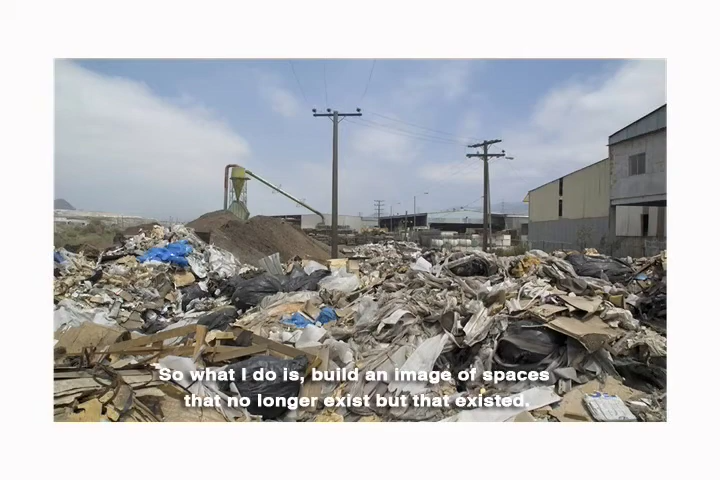 So what I do is, build an image of spaces
that no longer exist but that existed.